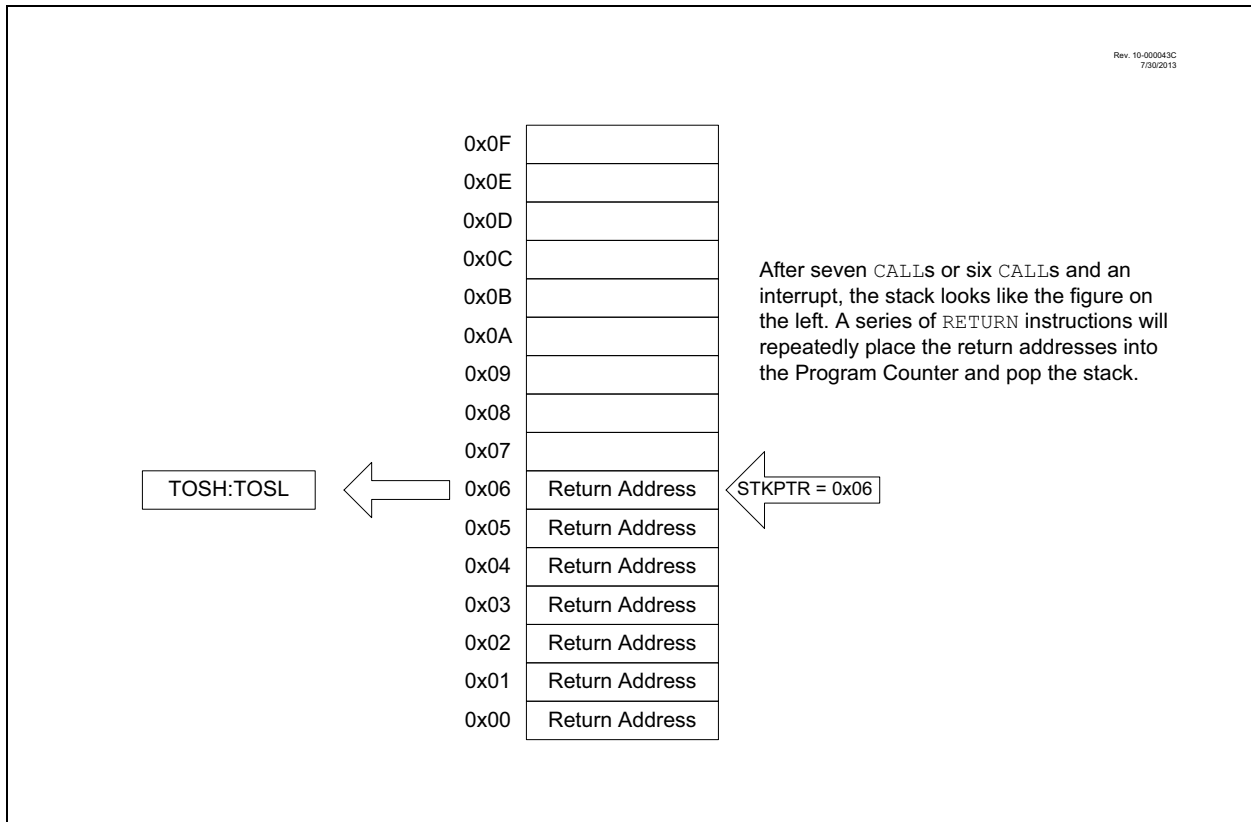 Rev. 10-000043C
7/30/2013
0x0F
0x0E
0x0D
0x0C
0x0B
0x0A
0x09
0x08
0x07
0x06
0x05
0x04
0x03
0x02
0x01
0x00
Return Address
Return Address
Return Address
Return Address
Return Address
Return Address
Return Address
TOSH:TOSL
STKPTR = 0x06
After seven CALLs or six CALLs and an
interrupt, the stack looks like the figure on
the left. A series of RETURN instructions will
repeatedly place the return addresses into
the Program Counter and pop the stack.